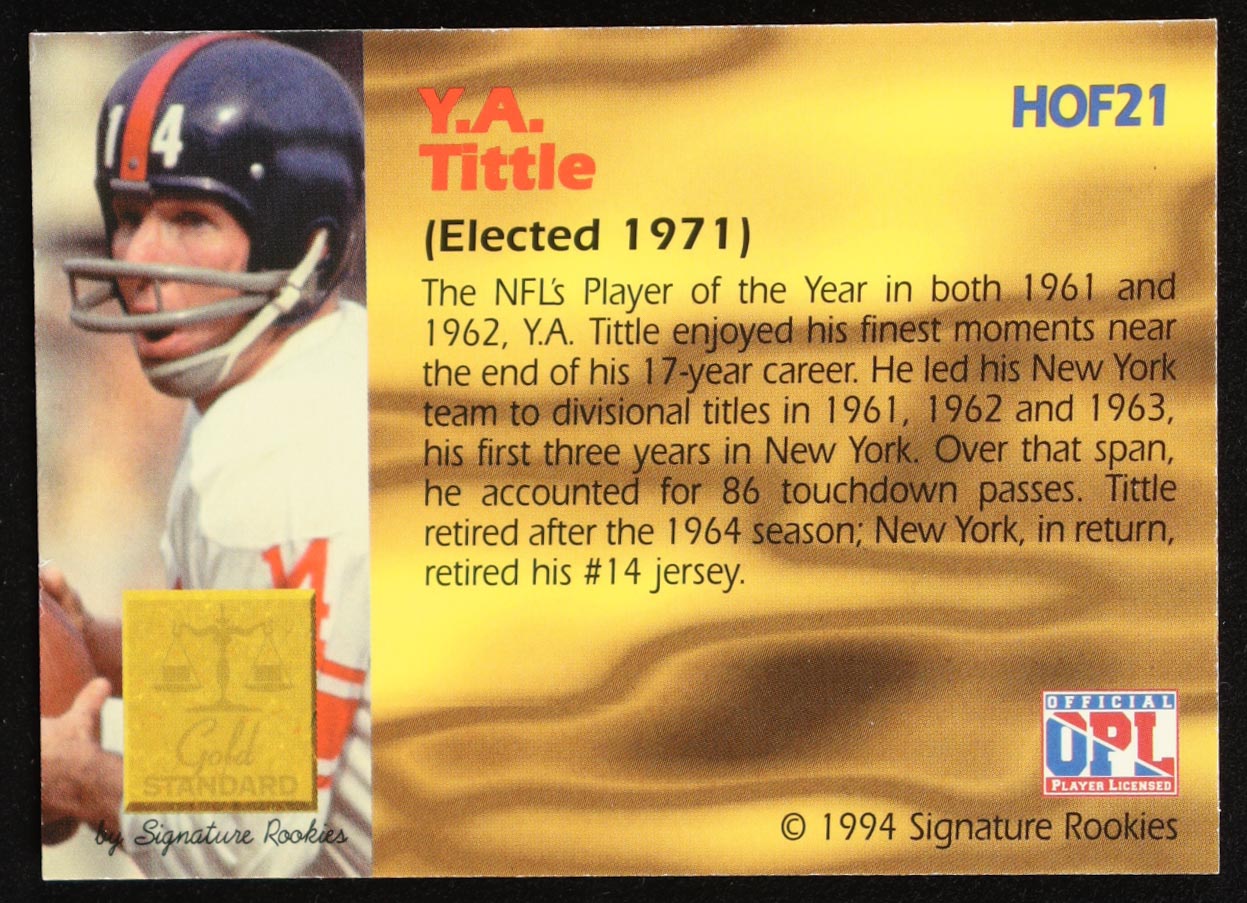 14
Y.A.
Tittle
HOF21
(Elected 1971)
The NFL's Player of the Year in both 1961 and
1962, Y.A. Tittle enjoyed his finest moments near
the end of his 17-year career. He led his New York
team to divisional titles in 1961, 1962 and 1963,
his first three years in New York. Over that span,
he accounted for 86 touchdown passes. Tittle
retired after the 1964 season; New York, in return,
retired his #14 jersey.
14
Gold
STANDARD
by Signature Rookies
OFFICIAL
OPL
PLAYER LICENSED
© 1994 Signature Rookies